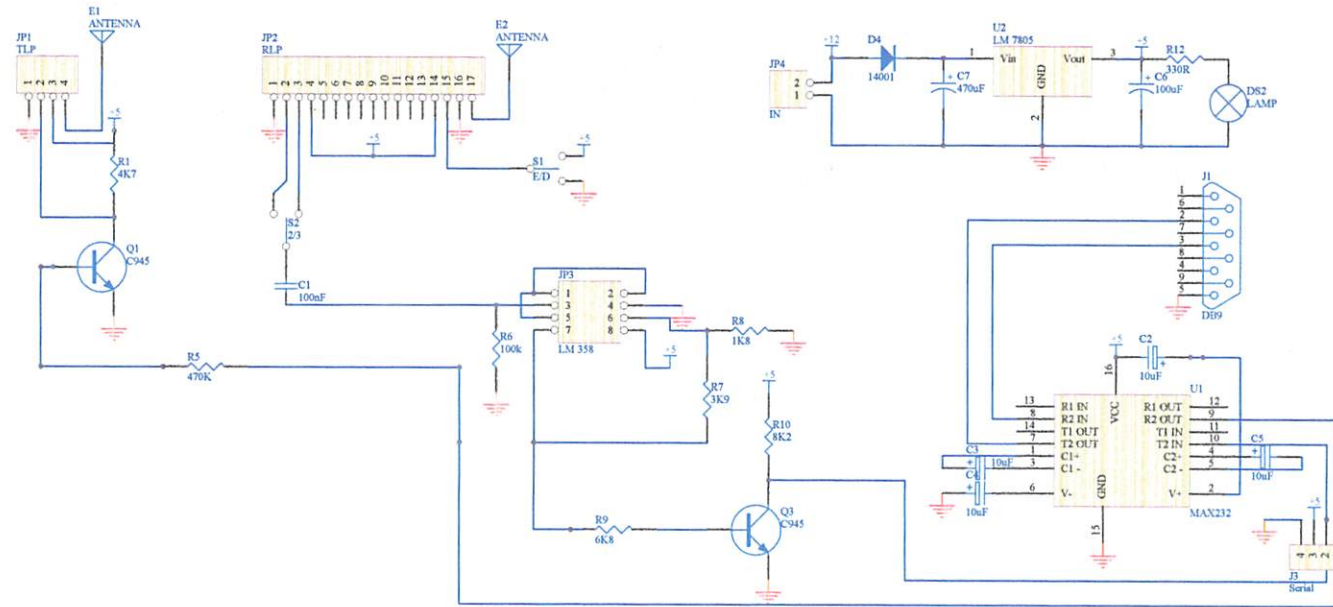 E1
ANTENNA
JP1
TLP
1 2 3 4
+5
R1
4K7
Q1
C945
R5
470K
JP2
RLP
1 2 3 4 5 6 7 8 9 10 11 12 13 14 15 16 17
E2
ANTENNA
+5
S1
E/D
+5
S2
2/3
C1
100nF
R6
100k
JP3
1 2
3 4
5 6
7 8
LM 358
+5
R8
1K8
R7
3K9
R9
6K8
+5
R10
8K2
Q3
C945
JP4
2
1
IN
+12
D4
14001
C7
+
470uF
U2
LM 7805
1
Vin
Vout
3
GND
2
+5
C6
+
100uF
R12
330R
DS2
LAMP
J1
1
6
2
7
3
8
4
9
5
DB9
+5
C2
+
10uF
16
U1
13 R1 IN R1 OUT 12
8 R2 IN R2 OUT 9
14 T1 OUT T1 IN 11
7 T2 OUT T2 IN 10
1 C1+ C2+ 4
3 C1 - C2 - 5
6 V- V+ 2
VCC
GND
15
MAX232
C3
+
10uF
C4
+
10uF
C5
+
10uF
4 3 2
J3
Serial